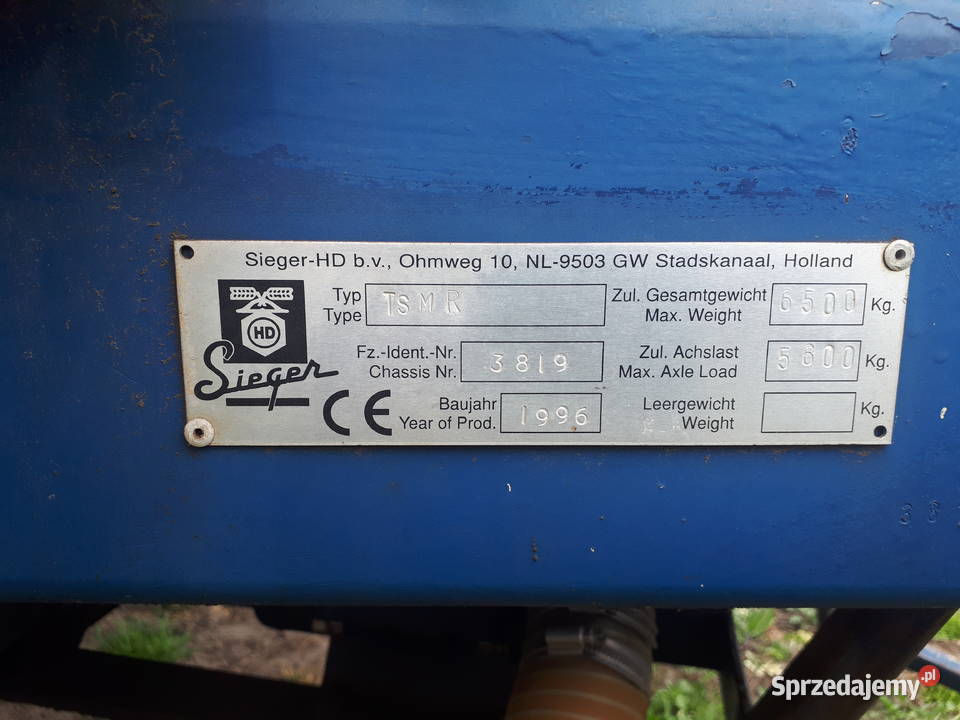 Sieger-HD b.v., Ohmweg 10, NL-9503 GW Stadskanaal, Holland
HD
Sieger
CE
Typ
Type
TSMR
Zul. Gesamtgewicht
Max. Weight
6500
Kg.
Fz.-Ident.-Nr.
Chassis Nr.
3819
Zul. Achslast
Max. Axle Load
5600
Kg.
Baujahr
Year of Prod.
1996
Leergewicht
Weight
Kg.
Sprzedajemy.pl